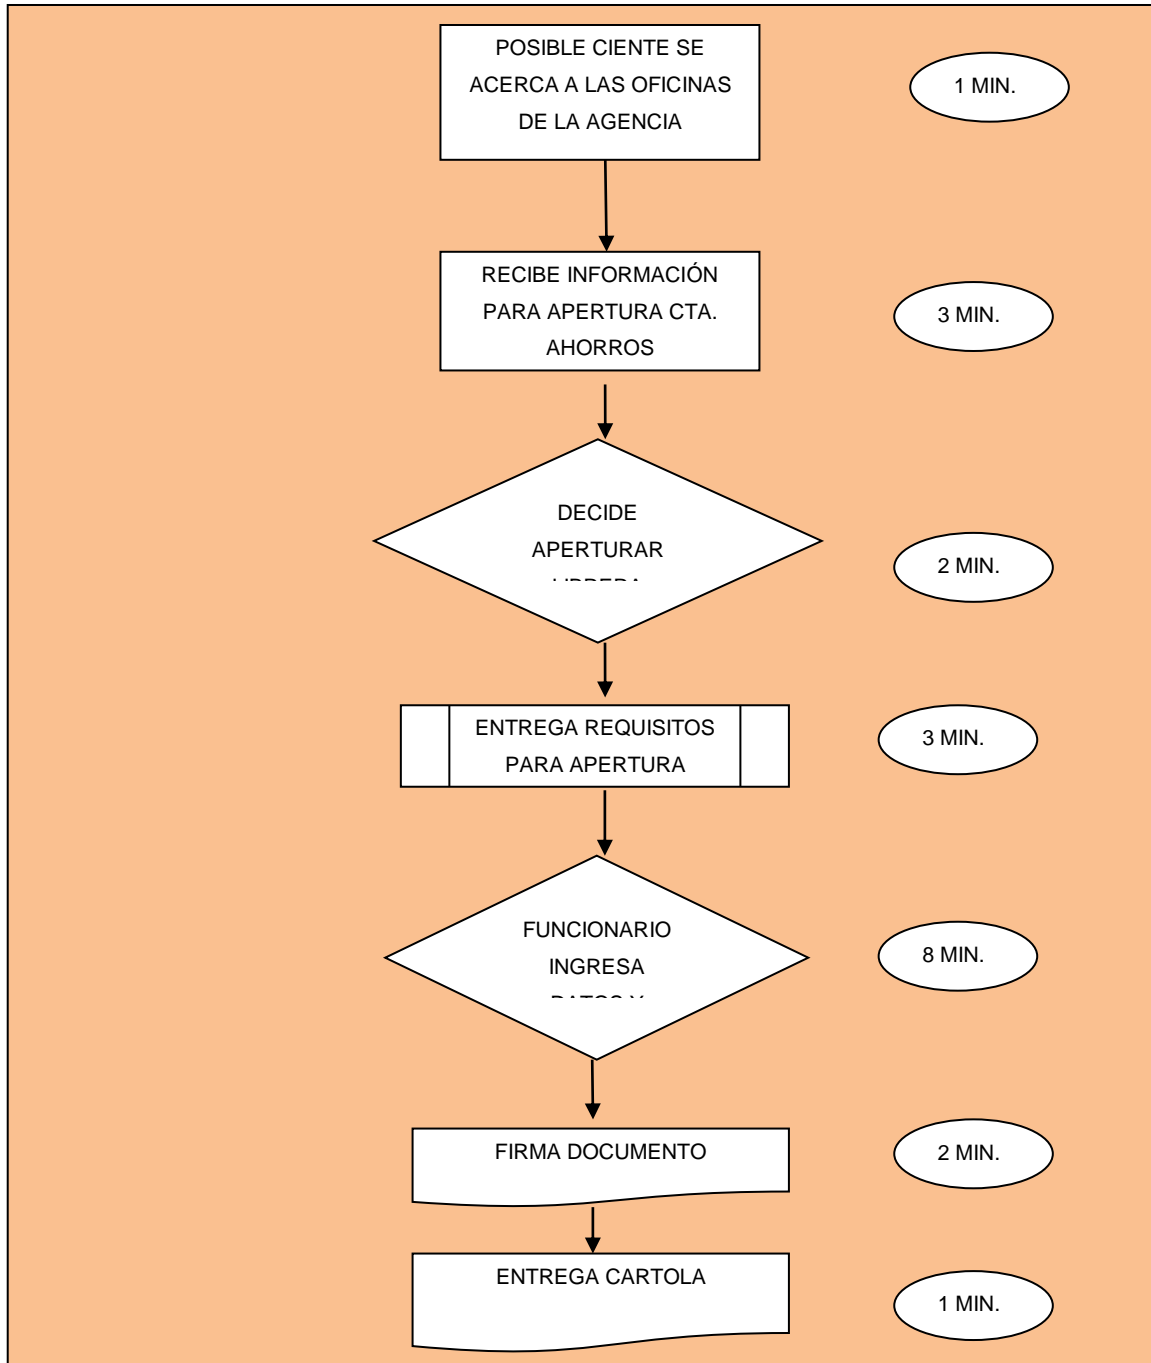 POSIBLE CIENTE SE
ACERCA A LAS OFICINAS
DE LA AGENCIA
1 MIN.
RECIBE INFORMACIÓN
PARA APERTURA CTA.
AHORROS
3 MIN.
DECIDE
APERTURAR
2 MIN.
ENTREGA REQUISITOS
PARA APERTURA
3 MIN.
FUNCIONARIO
INGRESA
DATOS Y
8 MIN.
FIRMA DOCUMENTO
2 MIN.
ENTREGA CARTOLA
1 MIN.